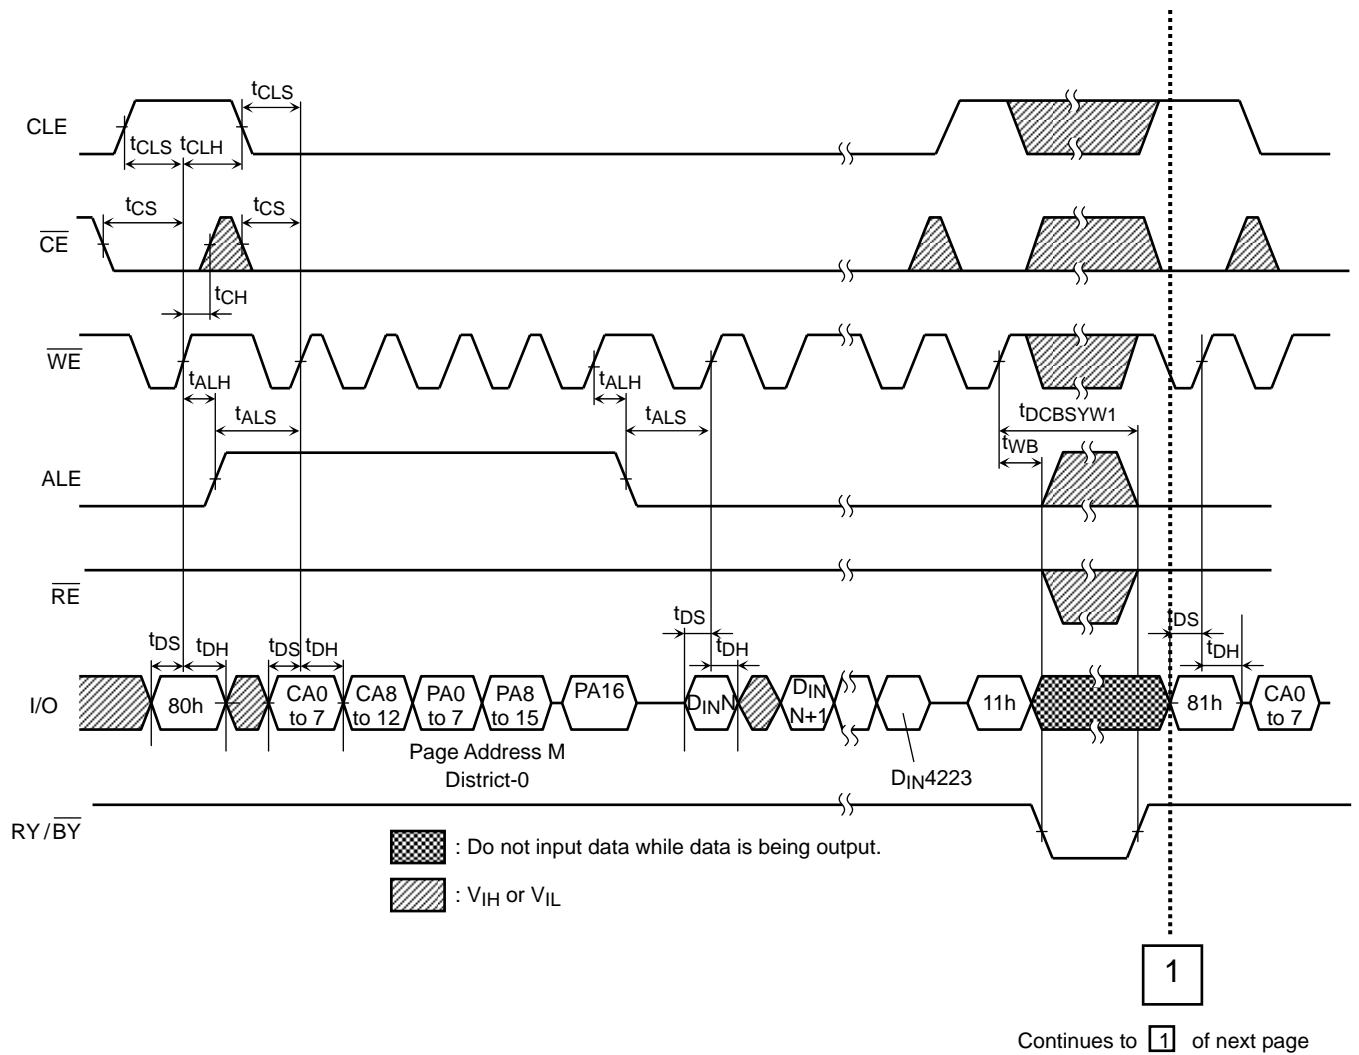 tCLS
CLE
tCLS tCLH
tCS tCS
CE
tCH
WE
tALH tALH
tALS tALS
tDCBSYW1
tWB
ALE
RE
tDS tDH tDS tDH tDS tDH tDS tDH
I/O
80h
CA0 to 7
CA8 to 12
PA0 to 7
PA8 to 15
PA16
DINN
DIN N+1
11h
81h
CA0 to 7
Page Address M
District-0
DIN4223
RY/BY
: Do not input data while data is being output.
: VIH or VIL
1
Continues to 1 of next page